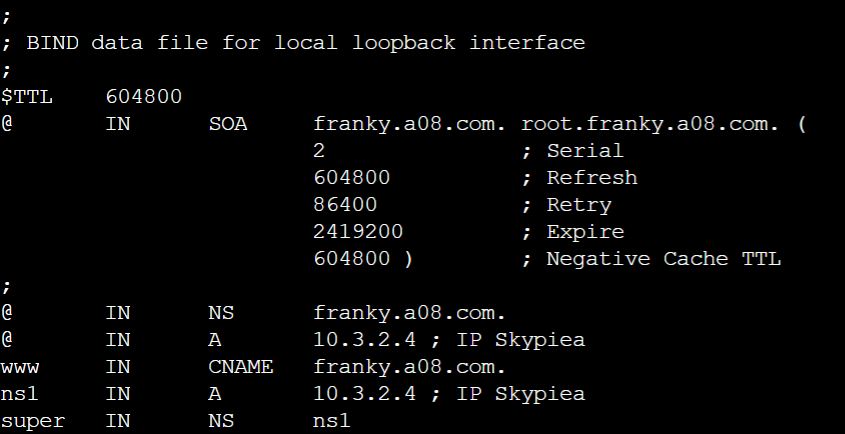 ;
; BIND data file for local loopback interface
;
$TTL    604800
@       IN      SOA     franky.a08.com. root.franky.a08.com. (
                        2               ; Serial
                        604800          ; Refresh
                        86400           ; Retry
                        2419200         ; Expire
                        604800 )        ; Negative Cache TTL
;
@       IN      NS      franky.a08.com.
@       IN      A       10.3.2.4 ; IP Skypiea
www     IN      CNAME   franky.a08.com.
ns1     IN      A       10.3.2.4 ; IP Skypiea
super   IN      NS      ns1